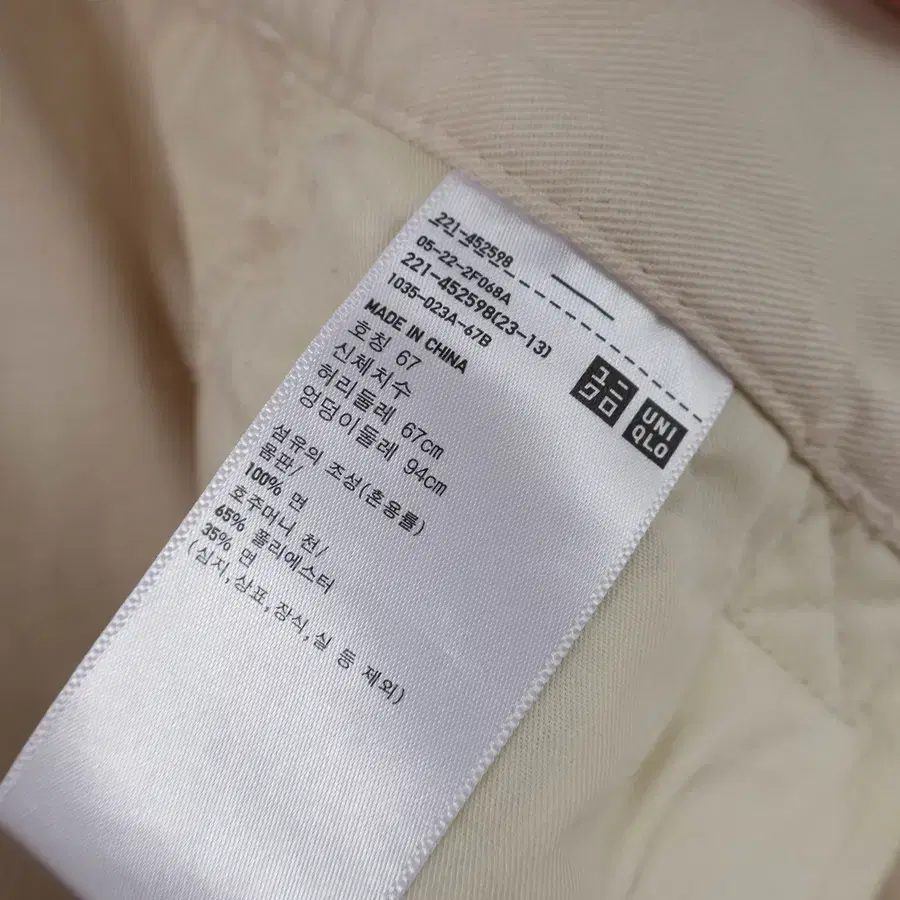 221-452598
05-22-2F068A
221-452598(23-13)
1035-023A-67B
ユニ
クロ
UNI
QLO
MADE IN CHINA
호칭 67
신체치수
허리둘레 67cm
엉덩이둘레 94cm
섬유의 조성(혼용률)
몸판/
100% 면
호주머니 천/
65% 폴리에스터
35% 면
(심지,상표,장식,실 등 제외)